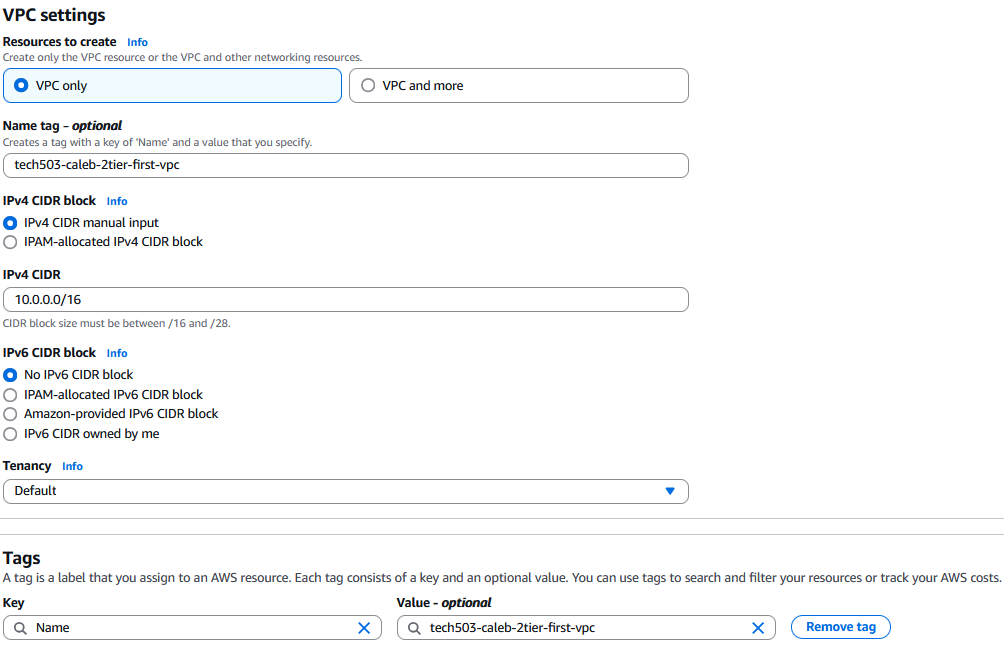 VPC settings
Resources to create Info
Create only the VPC resource or the VPC and other networking resources.
VPC only
VPC and more
Name tag - optional
Creates a tag with a key of 'Name' and a value that you specify.
tech503-caleb-2tier-first-vpc
IPv4 CIDR block Info
IPv4 CIDR manual input
IPAM-allocated IPv4 CIDR block
IPv4 CIDR
10.0.0.0/16
CIDR block size must be between /16 and /28.
IPv6 CIDR block Info
No IPv6 CIDR block
IPAM-allocated IPv6 CIDR block
Amazon-provided IPv6 CIDR block
IPv6 CIDR owned by me
Tenancy Info
Default
Tags
A tag is a label that you assign to an AWS resource. Each tag consists of a key and an optional value. You can use tags to search and filter your resources or track your AWS costs.
Key
Value - optional
Name
tech503-caleb-2tier-first-vpc
Remove tag